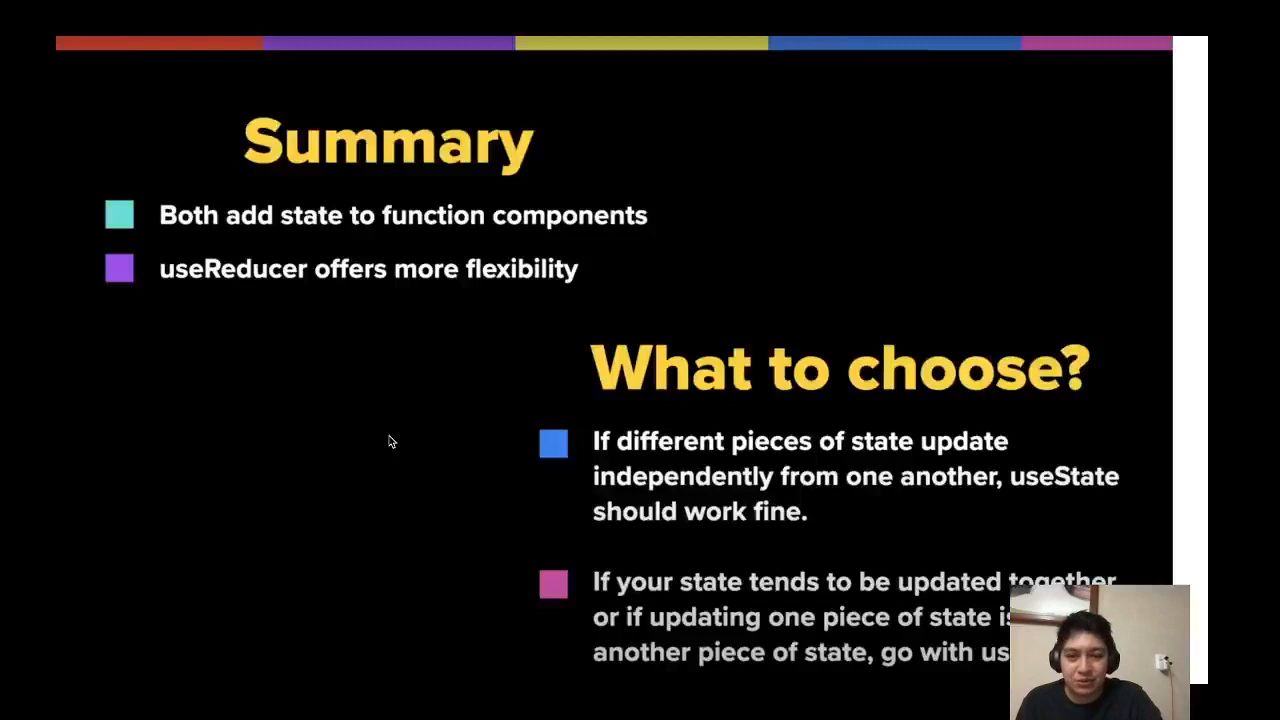 Summary
Both add state to function components
useReducer offers more flexibility
What to choose?
If different pieces of state update
independently from one another, useState
should work fine.
If your state tends to be updated together
or if updating one piece of state
another piece of state, go with